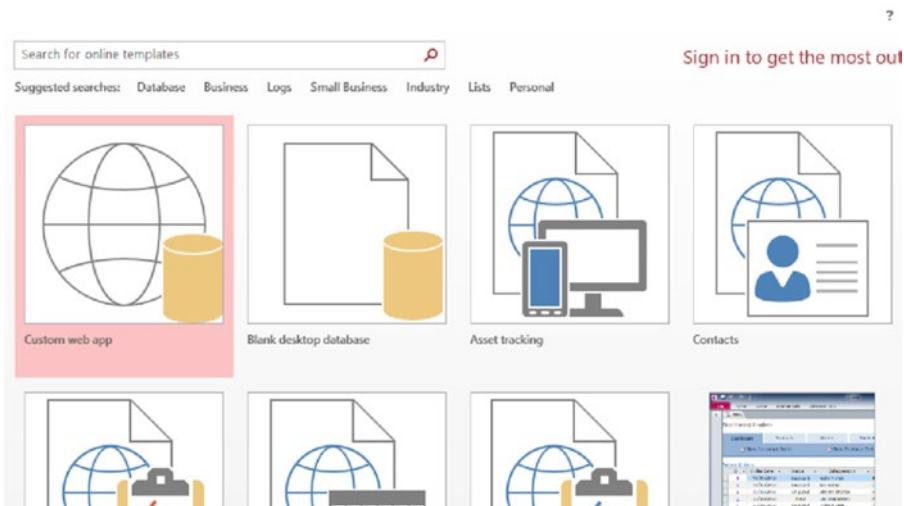 ?
Search for online templates
Sign in to get the most out
Suggested searches: Database Business Logs Small Business Industry Lists Personal
Custom web app
Blank desktop database
Asset tracking
Contacts